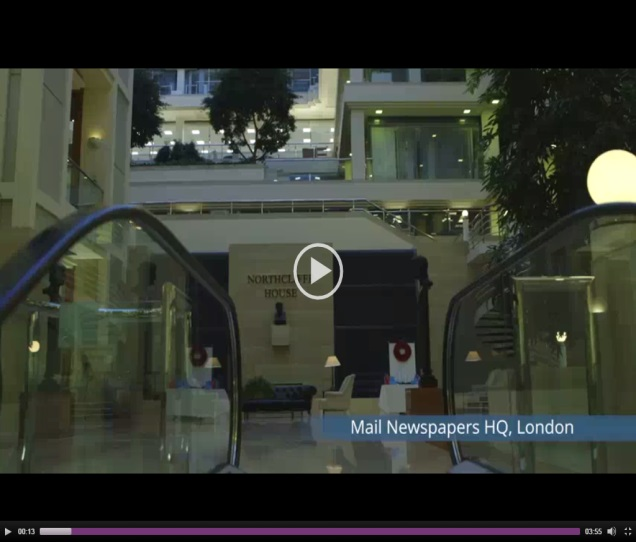 NORTHCLIFFE
HOUSE
Mail Newspapers HQ, London
00:13
03:55